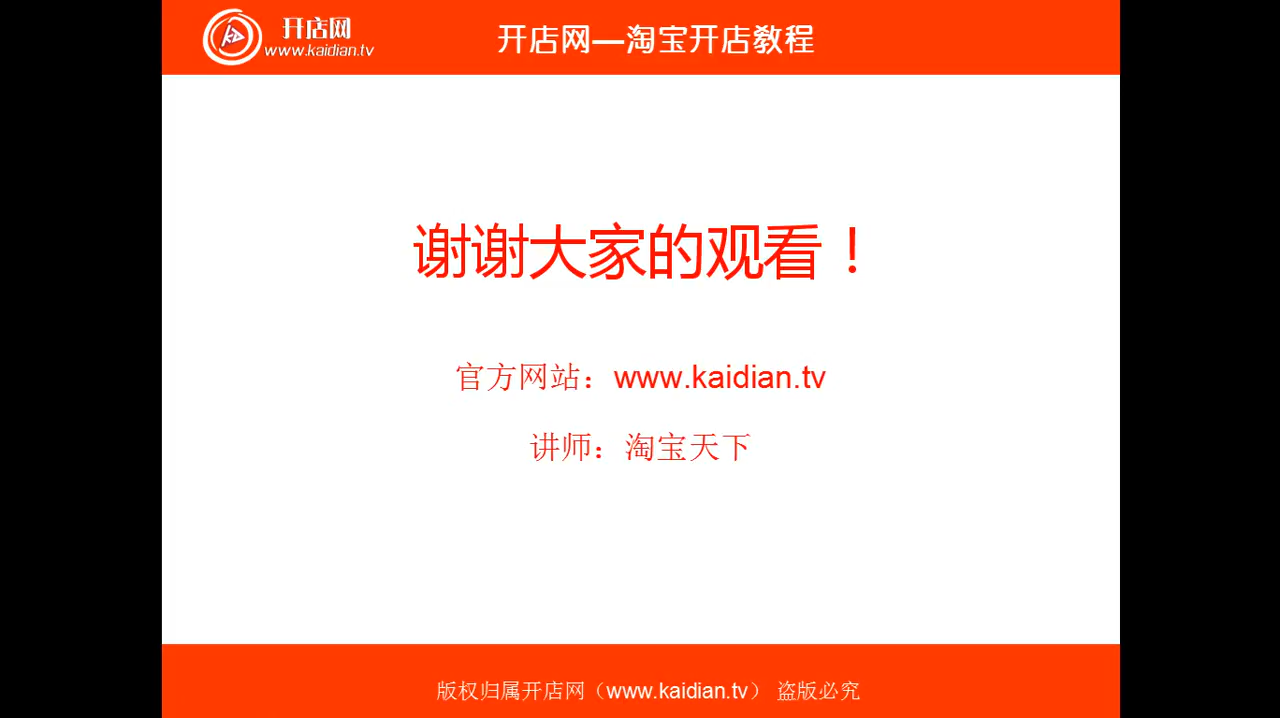 开店网
www.kaidian.tv
开店网—淘宝开店教程
谢谢大家的观看！
官方网站：www.kaidian.tv
讲师：淘宝天下
版权归属开店网（www.kaidian.tv） 盗版必究